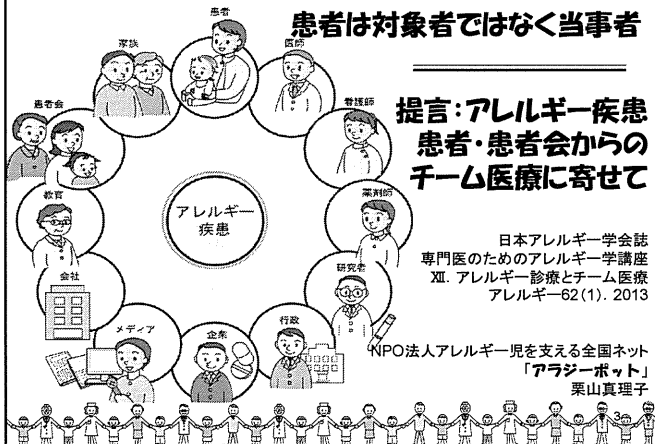 患者は対象者ではなく当事者
提言：アレルギー疾患
患者・患者会からの
チーム医療に寄せて
患者
医師
看護師
薬剤師
研究者
行政
企業
メディア
会社
教育
患者会
家族
アレルギー
疾患
日本アレルギー学会誌
専門医のためのアレルギー学講座
Ⅻ. アレルギー診療とチーム医療
アレルギー62(1). 2013
NPO法人アレルギー児を支える全国ネット
「アラジーポット」
栗山真理子
3